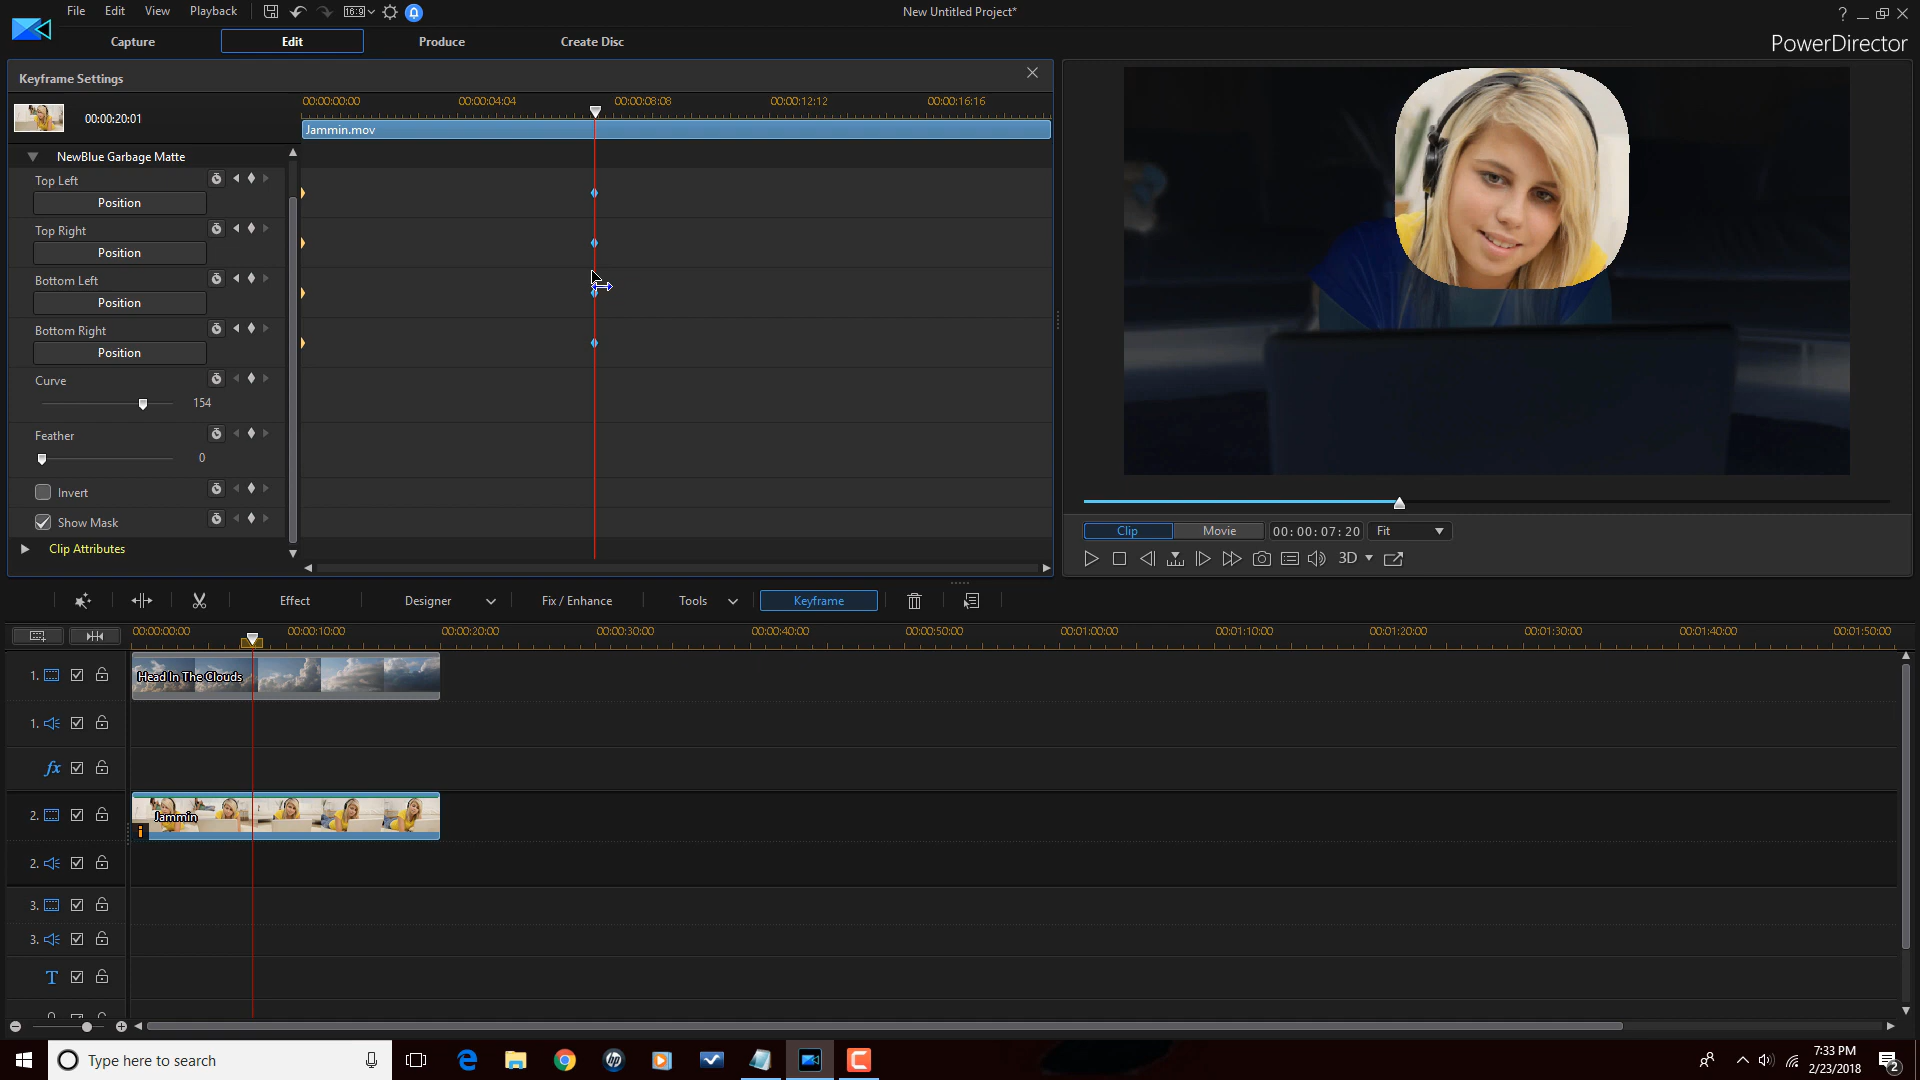 File Edit View Playback 16:9 New Untitled Project* ?
Capture Edit Produce Create Disc PowerDirector
Keyframe Settings
00:00:20:01
00:00:00:00 00:00:04:04 00:00:08:08 00:00:12:12 00:00:16:16
Jammin.mov
NewBlue Garbage Matte
Top Left
Position
Top Right
Position
Bottom Left
Position
Bottom Right
Position
Curve
154
Feather
0
Invert
Show Mask
Clip Attributes
Clip Movie 00:00:07:20 Fit
3D
Effect Designer Fix / Enhance Tools Keyframe
00:00:00:00 00:00:10:00 00:00:20:00 00:00:30:00 00:00:40:00 00:00:50:00 00:01:00:00 00:01:10:00 00:01:20:00 00:01:30:00 00:01:40:00 00:01:50:00
1. Head In The Clouds
1.
fx
2. Jammin
i
2.
3.
3.
T
Type here to search
hp
7:33 PM
2/23/2018
2